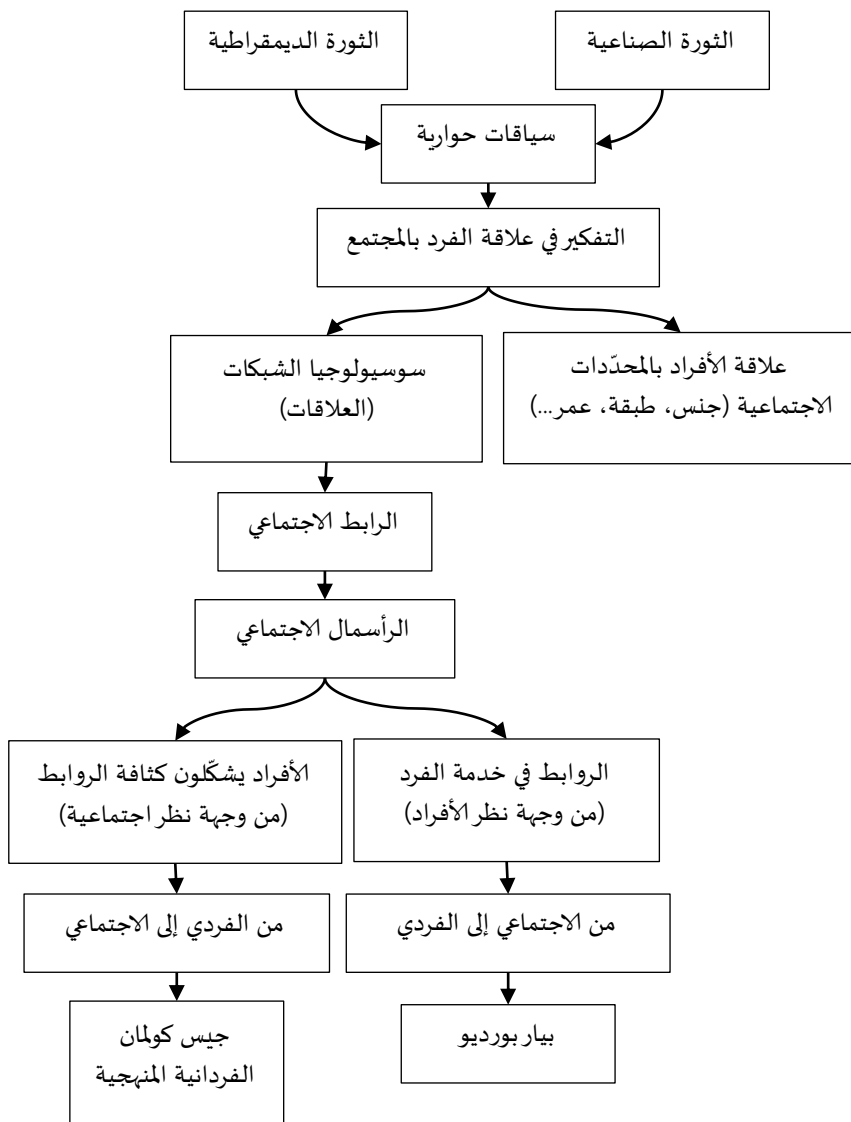 الثورة الصناعية
الثورة الديمقراطية
سياقات حوارية
التفكير في علاقة الفرد بالمجتمع
علاقة الأفراد بالمحدّدات
الاجتماعية (جنس، طبقة، عمر...)
سوسيولوجيا الشبكات
(العلاقات)
الرابط الاجتماعي
الرأسمال الاجتماعي
الروابط في خدمة الفرد
(من وجهة نظر الأفراد)
الأفراد يشكّلون كثافة الروابط
(من وجهة نظر اجتماعية)
من الاجتماعي إلى الفردي
من الفردي إلى الاجتماعي
بيار بورديو
جيس كولمان
الفردانية المنهجية